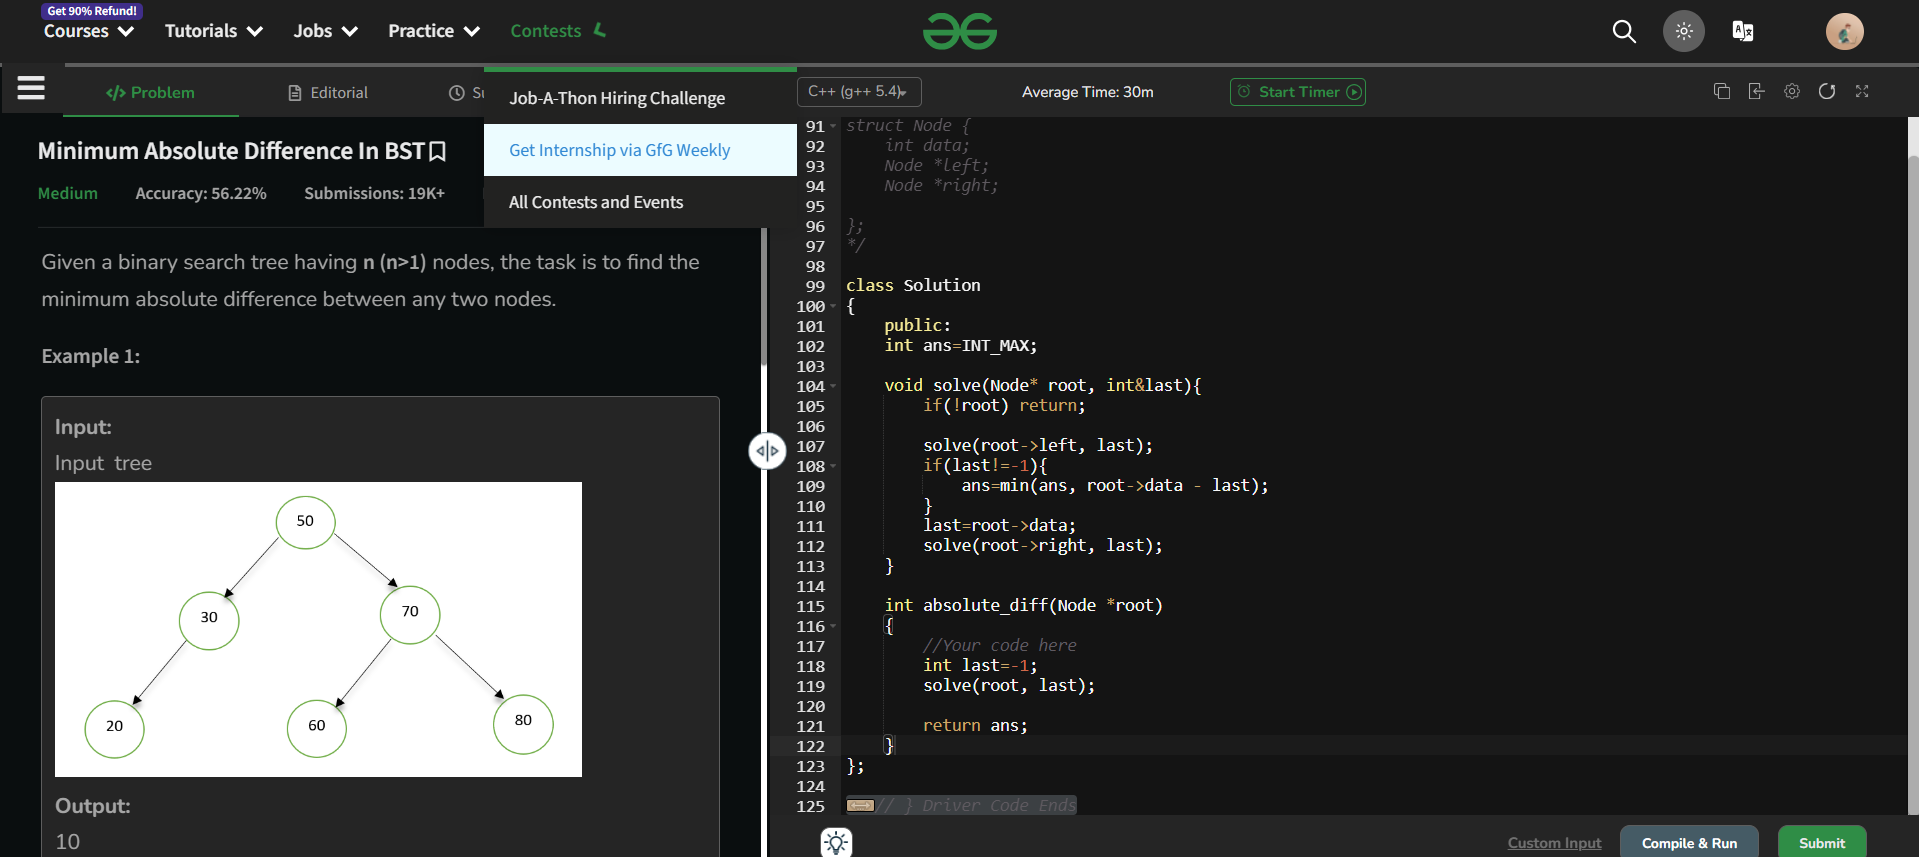 Get 90% Refund!
Courses Tutorials Jobs Practice Contests
</> Problem Editorial
Job-A-Thon Hiring Challenge
Get Internship via GfG Weekly
All Contests and Events
C++ (g++ 5.4)
Average Time: 30m
Start Timer
Minimum Absolute Difference In BST
Medium Accuracy: 56.22% Submissions: 19K+
Given a binary search tree having n (n>1) nodes, the task is to find the
minimum absolute difference between any two nodes.
Example 1:
Input:
Input tree
50
30
70
20
60
80
Output:
10
91 struct Node {
92     int data;
93     Node *left;
94     Node *right;
95
96 };
97 */
98
99 class Solution
100 {
101     public:
102     int ans=INT_MAX;
103
104     void solve(Node* root, int&last){
105         if(!root) return;
106
107         solve(root->left, last);
108         if(last!=-1){
109             ans=min(ans, root->data - last);
110         }
111         last=root->data;
112         solve(root->right, last);
113     }
114
115     int absolute_diff(Node *root)
116     {
117         //Your code here
118         int last=-1;
119         solve(root, last);
120
121         return ans;
122     }
123 };
124
125 // } Driver Code Ends
Custom Input Compile & Run Submit